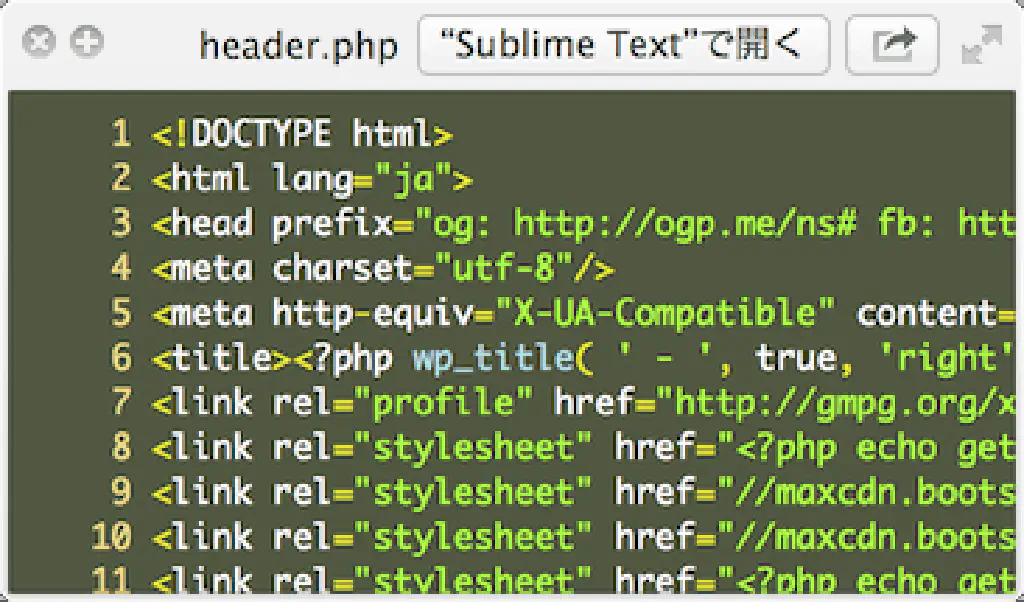 header.php “Sublime Text”で開く
1 <!DOCTYPE html>
2 <html lang="ja">
3 <head prefix="og: http://ogp.me/ns# fb: htt
4 <meta charset="utf-8"/>
5 <meta http-equiv="X-UA-Compatible" content=
6 <title><?php wp_title( ' - ', true, 'right'
7 <link rel="profile" href="http://gmpg.org/x
8 <link rel="stylesheet" href="<?php echo get
9 <link rel="stylesheet" href="//maxcdn.boots
10 <link rel="stylesheet" href="//maxcdn.boots
11 <link rel="stylesheet" href="<?php echo get